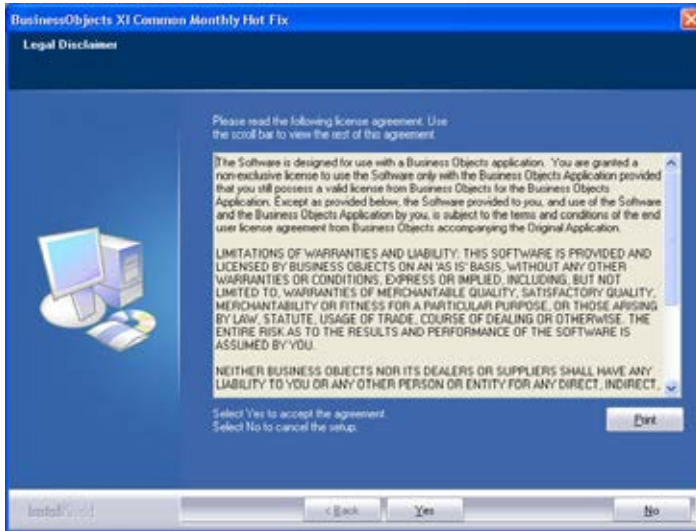 BusinessObjects XI Common Monthly Hot Fix
Legal Disclaimer
Please read the following license agreement. Use
the scroll bar to view the rest of this agreement
The Software is designed for use with a Business Objects application. You are granted a
non-exclusive license to use the Software only with the Business Objects Application provided
that you still possess a valid license from Business Objects for the Business Objects
Application. Except as provided below, the Software provided to you, and use of the Software
and the Business Objects Application by you, is subject to the terms and conditions of the end
user license agreement from Business Objects accompanying the Original Application.
LIMITATIONS OF WARRANTIES AND LIABILITY: THIS SOFTWARE IS PROVIDED AND
LICENSED BY BUSINESS OBJECTS ON AN 'AS IS' BASIS, WITHOUT ANY OTHER
WARRANTIES OR CONDITIONS, EXPRESS OR IMPLIED, INCLUDING, BUT NOT
LIMITED TO, WARRANTIES OF MERCHANTABLE QUALITY, SATISFACTORY QUALITY,
MERCHANTABILITY OR FITNESS FOR A PARTICULAR PURPOSE, OR THOSE ARISING
BY LAW, STATUTE, USAGE OF TRADE, COURSE OF DEALING OR OTHERWISE. THE
ENTIRE RISK AS TO THE RESULTS AND PERFORMANCE OF THE SOFTWARE IS
ASSUMED BY YOU.
NEITHER BUSINESS OBJECTS NOR ITS DEALERS OR SUPPLIERS SHALL HAVE ANY
LIABILITY TO YOU OR ANY OTHER PERSON OR ENTITY FOR ANY DIRECT, INDIRECT,
Select Yes to accept the agreement.
Select No to cancel the setup.
Print
InstallShield
< Back
Yes
No